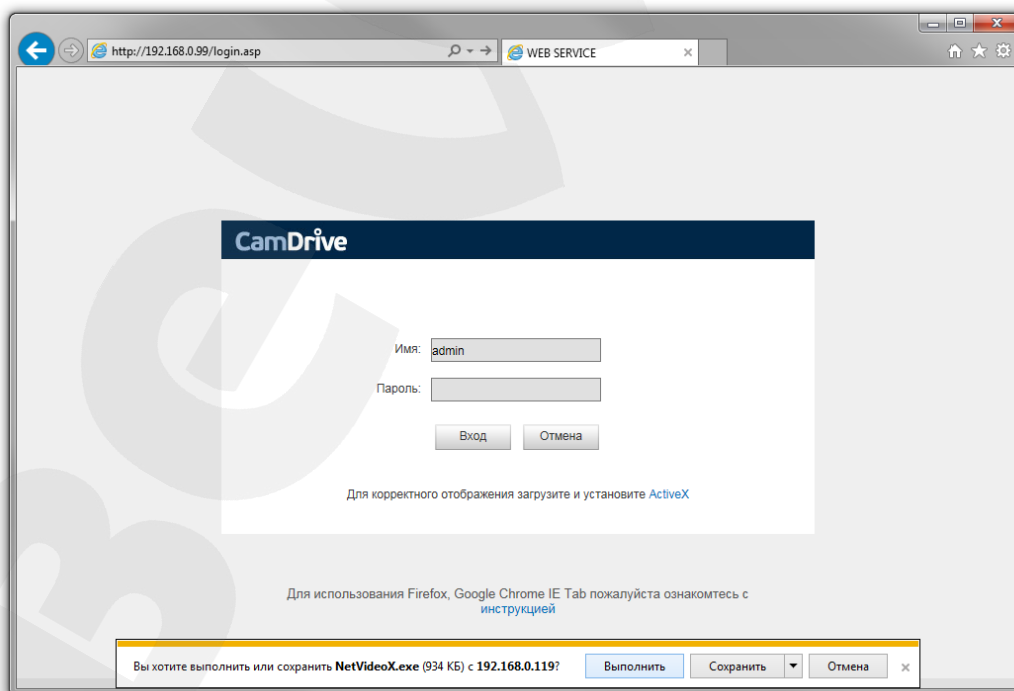 http://192.168.0.99/login.asp
WEB SERVICE
CamDrive
Имя: admin
Пароль:
Вход Отмена
Для корректного отображения загрузите и установите ActiveX
Для использования Firefox, Google Chrome IE Tab пожалуйста ознакомтесь с
инструкцией
Вы хотите выполнить или сохранить NetVideoX.exe (934 КБ) с 192.168.0.119? Выполнить Сохранить Отмена